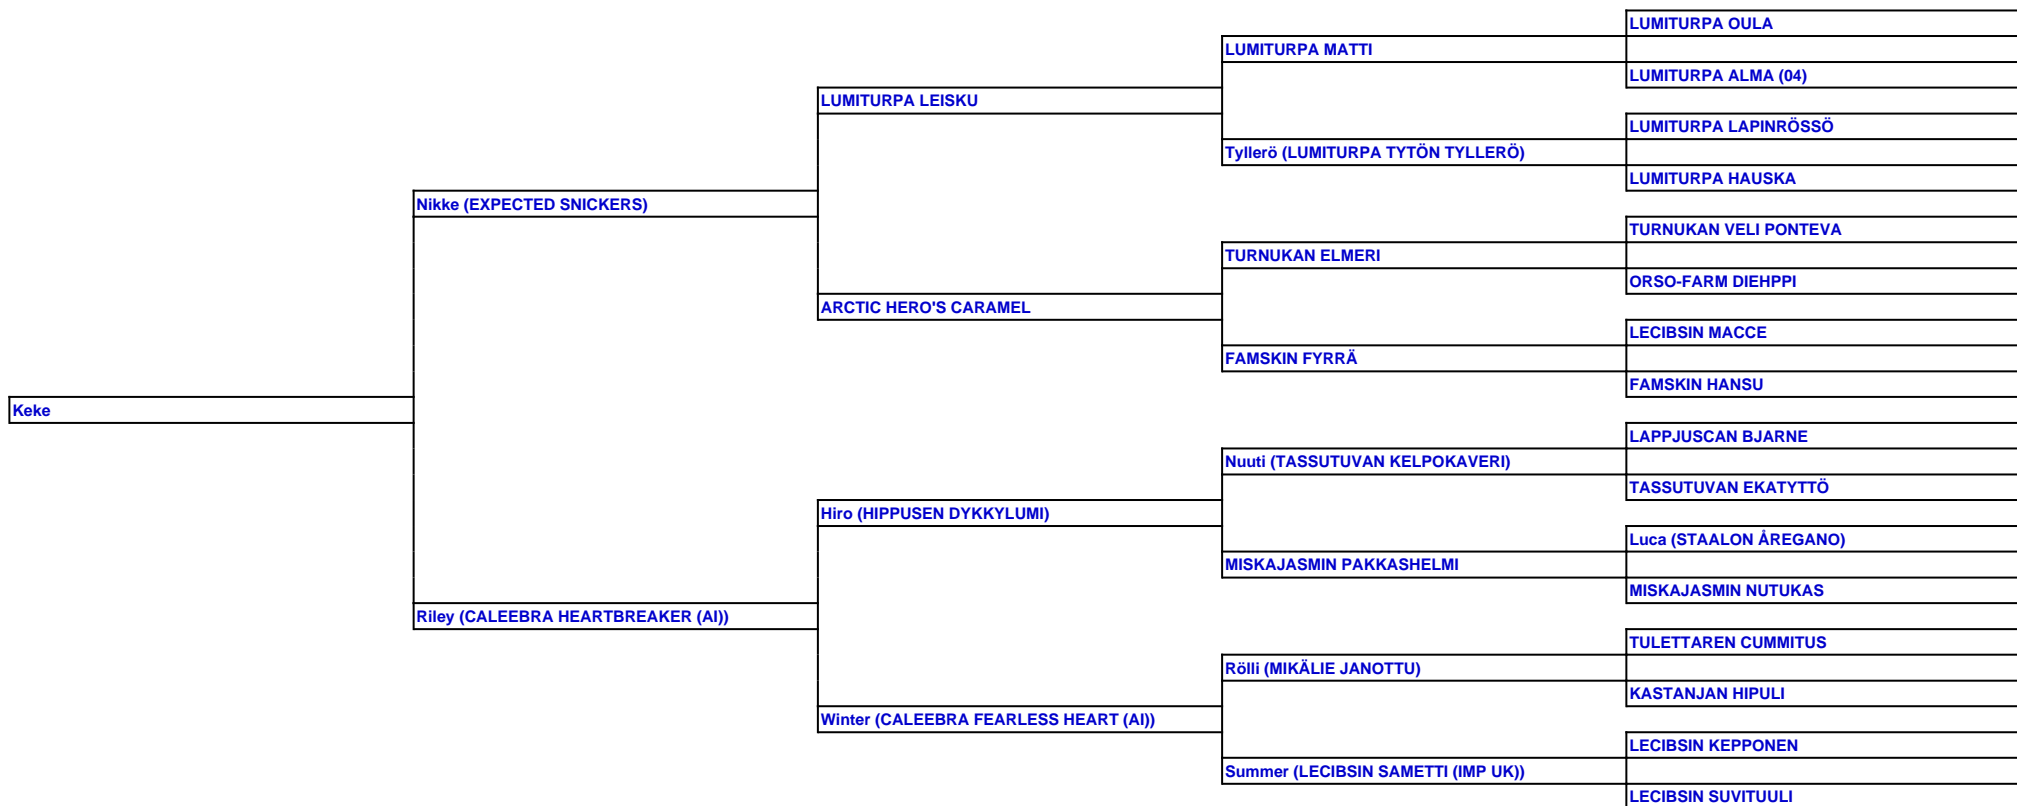 LUMITURPA OULA
LUMITURPA MATTI
LUMITURPA ALMA (04)
LUMITURPA LEISKU
LUMITURPA LAPINRÖSSÖ
Tyllerö (LUMITURPA TYTÖN TYLLERÖ)
LUMITURPA HAUSKA
Nikke (EXPECTED SNICKERS)
TURNUKAN VELI PONTEVA
TURNUKAN ELMERI
ORSO-FARM DIEHPPI
ARCTIC HERO'S CARAMEL
LECIBSIN MACCE
FAMSKIN FYRRÄ
FAMSKIN HANSU
Keke
LAPPJUSCAN BJARNE
Nuuti (TASSUTUVAN KELPOKAVERI)
TASSUTUVAN EKATYTTÖ
Hiro (HIPPUSEN DYKKYLUMI)
Luca (STAALON ÅREGANO)
MISKAJASMIN PAKKASHELMI
MISKAJASMIN NUTUKAS
Riley (CALEEBRA HEARTBREAKER (AI))
TULETTAREN CUMMITUS
Rölli (MIKÄLIE JANOTTU)
KASTANJAN HIPULI
Winter (CALEEBRA FEARLESS HEART (AI))
LECIBSIN KEPPONEN
Summer (LECIBSIN SAMETTI (IMP UK))
LECIBSIN SUVITUULI